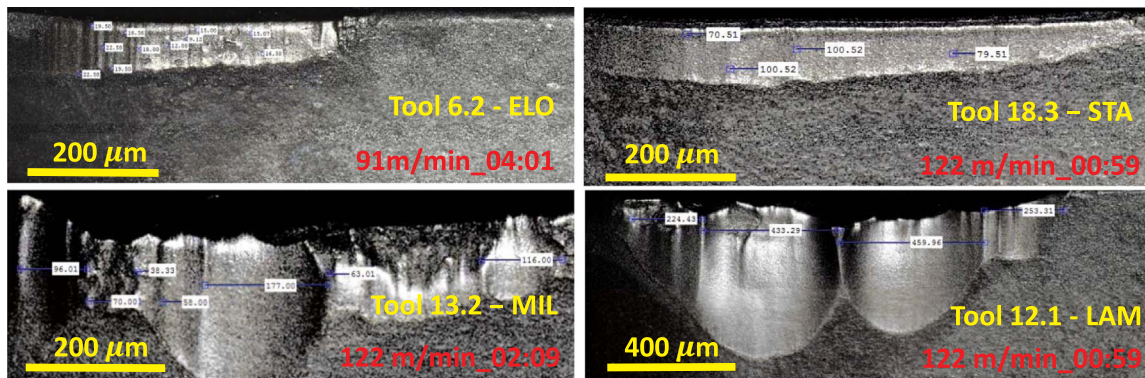 19.50
16.50
15.00
15.07
9.12
22.50
18.00
12.00
16.50
19.50
22.50
Tool 6.2 - ELO
200 μm
91m/min_04:01
70.51
100.52
79.51
100.52
Tool 18.3 – STA
200 μm
122 m/min_00:59
96.01
38.33
63.01
116.00
177.00
70.00
58.00
Tool 13.2 – MIL
200 μm
122 m/min_02:09
224.43
253.31
433.29
459.96
Tool 12.1 - LAM
400 μm
122 m/min_00:59